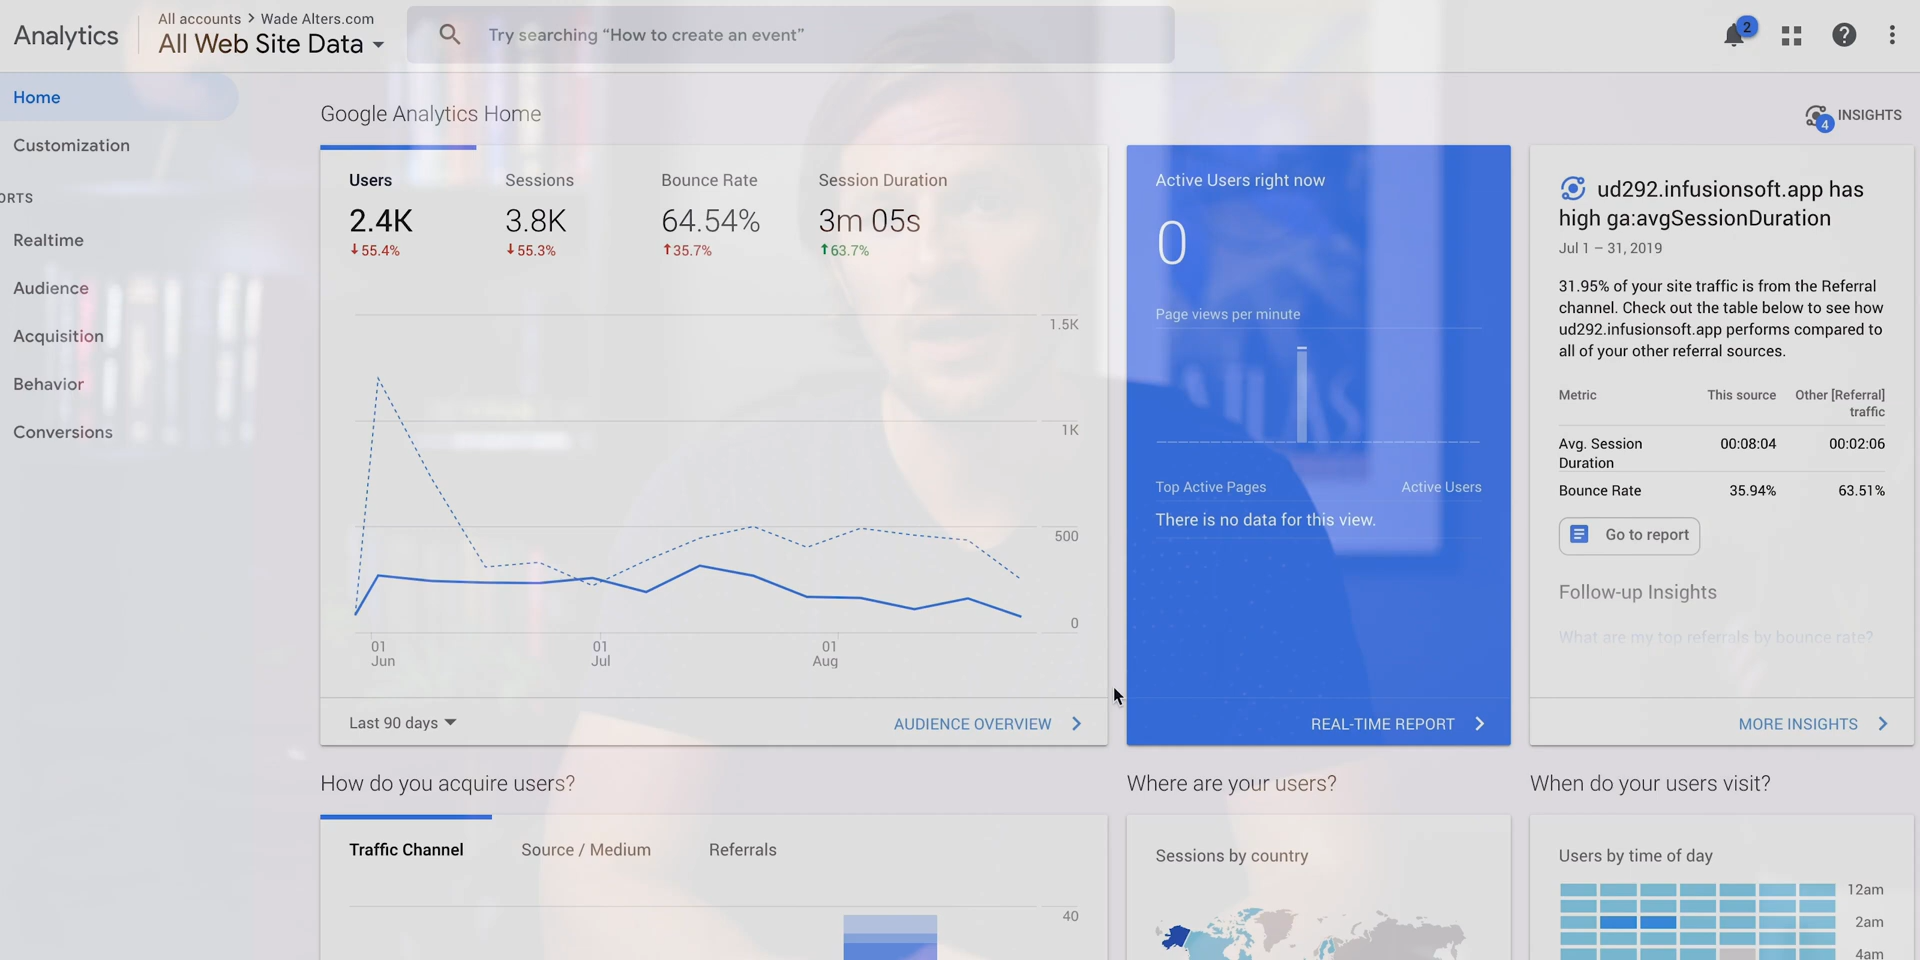 Analytics
All accounts > Wade Alters.com
All Web Site Data
Try searching “How to create an event”
2
Home
Customization
ORTS
Realtime
Audience
Acquisition
Behavior
Conversions
Google Analytics Home
4
INSIGHTS
Users
2.4K
55.4%
Sessions
3.8K
55.3%
Bounce Rate
64.54%
35.7%
Session Duration
3m 05s
63.7%
1.5K
1K
500
0
01
Jun
01
Jul
01
Aug
Last 90 days
AUDIENCE OVERVIEW
Active Users right now
0
Page views per minute
Top Active Pages
Active Users
There is no data for this view.
REAL-TIME REPORT
ud292.infusionsoft.app has
high ga:avgSessionDuration
Jul 1 – 31, 2019
31.95% of your site traffic is from the Referral
channel. Check out the table below to see how
ud292.infusionsoft.app performs compared to
all of your other referral sources.
Metric This source Other [Referral]
traffic
Avg. Session 00:08:04 00:02:06
Duration
Bounce Rate 35.94% 63.51%
Go to report
Follow-up Insights
What are my top referrals by bounce rate?
MORE INSIGHTS
How do you acquire users?
Traffic Channel
Source / Medium
Referrals
40
Where are your users?
Sessions by country
When do your users visit?
Users by time of day
12am
2am
4am